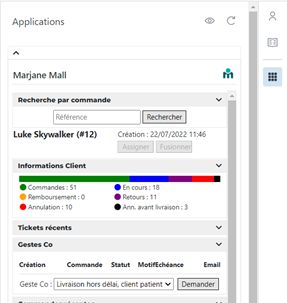 Applications
Marjane Mall
Recherche par commande
Référence Rechercher
Luke Skywalker (#12) Création : 22/07/2022 11:46
Assigner Fusionner
Informations Client
Commandes : 51 En cours : 18
Remboursement : 0 Retours : 11
Annulation : 10 Ann. avant livraison : 3
Tickets récents
Gestes Co
Création Commande Statut MotifEchéance Email
Geste Co : Livraison hors délai, client patient Demander